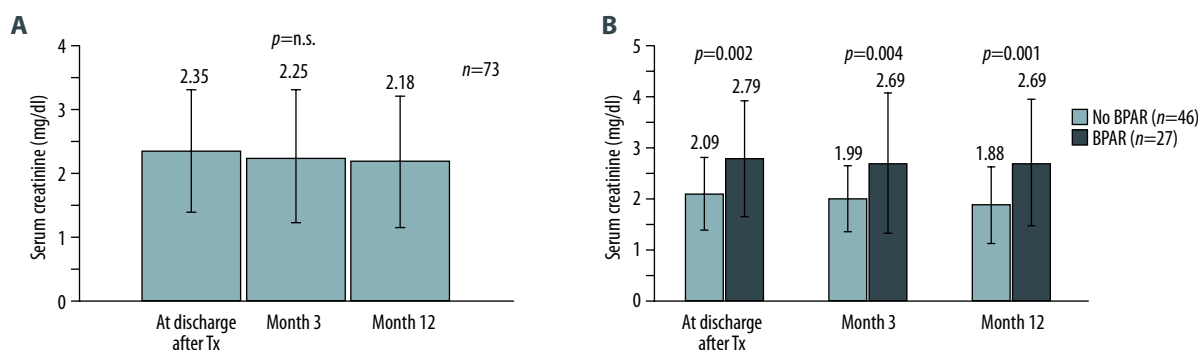 A
p=n.s.
n=73
2.35
2.25
2.18
Serum creatinine (mg/dl)
4
3
2
1
0
At discharge
after Tx
Month 3
Month 12
B
p=0.002
p=0.004
p=0.001
2.09
2.79
1.99
2.69
1.88
2.69
Serum creatinine (mg/dl)
5
4
3
2
1
0
At discharge
after Tx
Month 3
Month 12
No BPAR (n=46)
BPAR (n=27)